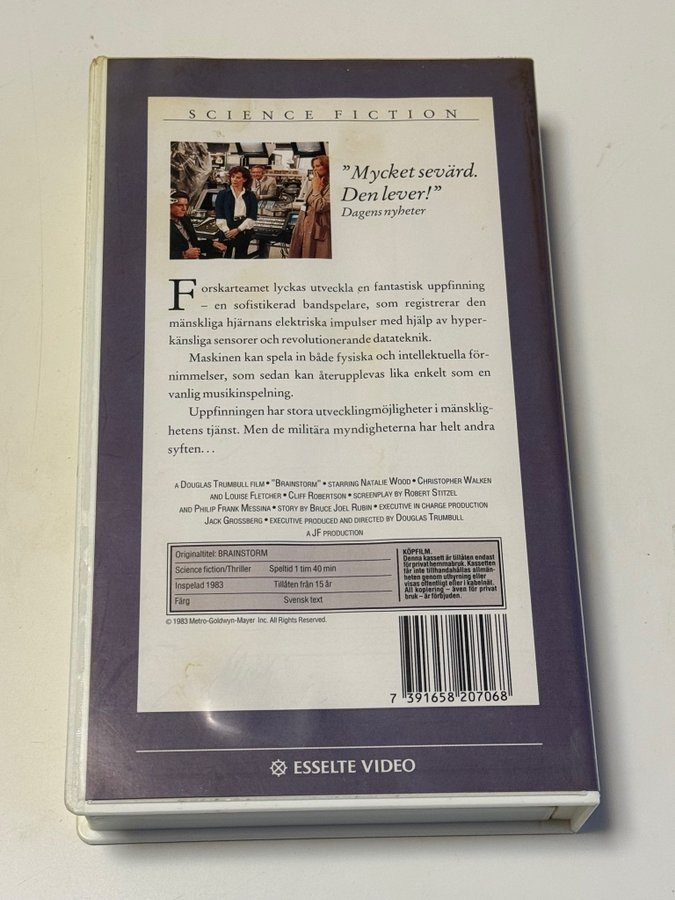 SCIENCE FICTION
"Mycket sevärd.
Den lever!"
Dagens nyheter
Forskarteamet lyckas utveckla en fantastisk uppfinning
– en sofistikerad bandspelare, som registrerar den
mänskliga hjärnans elektriska impulser med hjälp av hyper-
känsliga sensorer och revolutionerande datateknik.
Maskinen kan spela in både fysiska och intellektuella för-
nimmelser, som sedan kan återupplevas lika enkelt som en
vanlig musikinspelning.
Uppfinningen har stora utvecklingmöjligheter i mänsklig-
hetens tjänst. Men de militära myndigheterna har helt andra
syften...
A DOUGLAS TRUMBULL FILM • "BRAINSTORM" • STARRING NATALIE WOOD • CHRISTOPHER WALKEN
AND LOUISE FLETCHER • CLIFF ROBERTSON • SCREENPLAY BY ROBERT STITZEL
AND PHILIP FRANK MESSINA • STORY BY BRUCE JOEL RUBIN • EXECUTIVE IN CHARGE PRODUCTION
JACK GROSSBERG • EXECUTIVE PRODUCED AND DIRECTED BY DOUGLAS TRUMBULL
A JF PRODUCTION
Originaltitel: BRAINSTORM
Science fiction/Thriller Speltid 1 tim 40 min
Inspelad 1983 Tillåten från 15 år
Färg Svensk text
KÖPFILM.
Denna kassett är tillåten endast
för privat hemmabruk. Kassetten
får inte tillhandahållas allmän-
heten genom uthyrning eller
visas offentligt eller i kabelnät.
All kopiering – även för privat
bruk – är förbjuden.
© 1983 Metro-Goldwyn-Mayer Inc. All Rights Reserved.
7 391658 207068
ESSELTE VIDEO